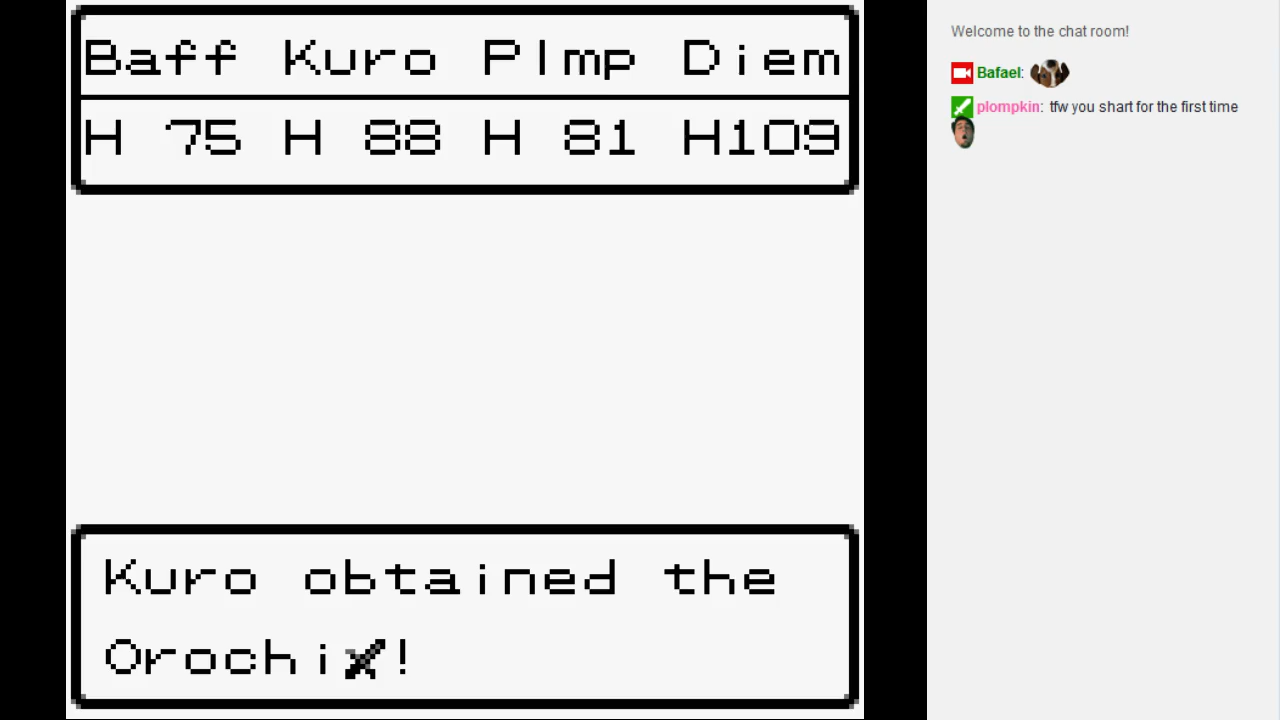 Baff Kuro Plmp Diem
H 75 H 88 H 81 H109
Kuro obtained the
Orochi!
Welcome to the chat room!
Bafael:
plompkin: tfw you shart for the first time